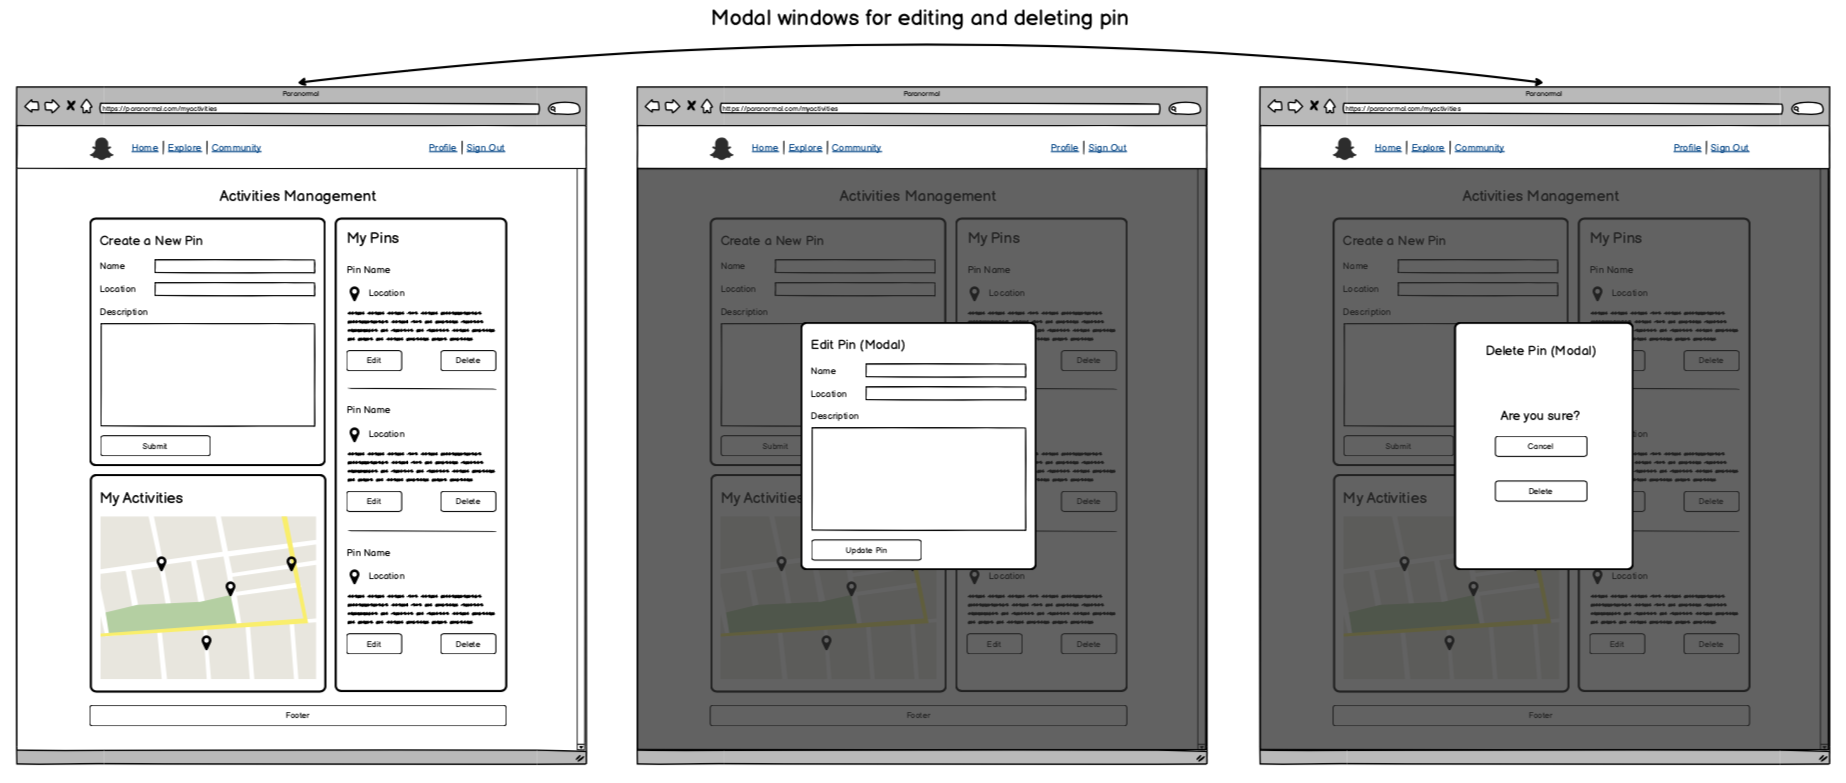 Modal windows for editing and deleting pin
Paranormal
https://paranormal.com/myactivities
Home | Explore | Community
Profile | Sign Out
Activities Management
Create a New Pin
Name
Location
Description
Submit
My Activities
My Pins
Pin Name
Location
Edit
Delete
Pin Name
Location
Edit
Delete
Pin Name
Location
Edit
Delete
Footer
Paranormal
https://paranormal.com/myactivities
Home | Explore | Community
Profile | Sign Out
Activities Management
Create a New Pin
Name
Location
Description
Submit
My Activities
My Pins
Pin Name
Location
Delete
Delete
Location
Edit
Delete
Edit Pin (Modal)
Name
Location
Description
Update Pin
Footer
Paranormal
https://paranormal.com/myactivities
Home | Explore | Community
Profile | Sign Out
Activities Management
Create a New Pin
Name
Location
Description
Submit
My Activities
My Pins
Pin Name
Location
Delete
Delete
Location
Edit
Delete
Delete Pin (Modal)
Are you sure?
Cancel
Delete
Footer